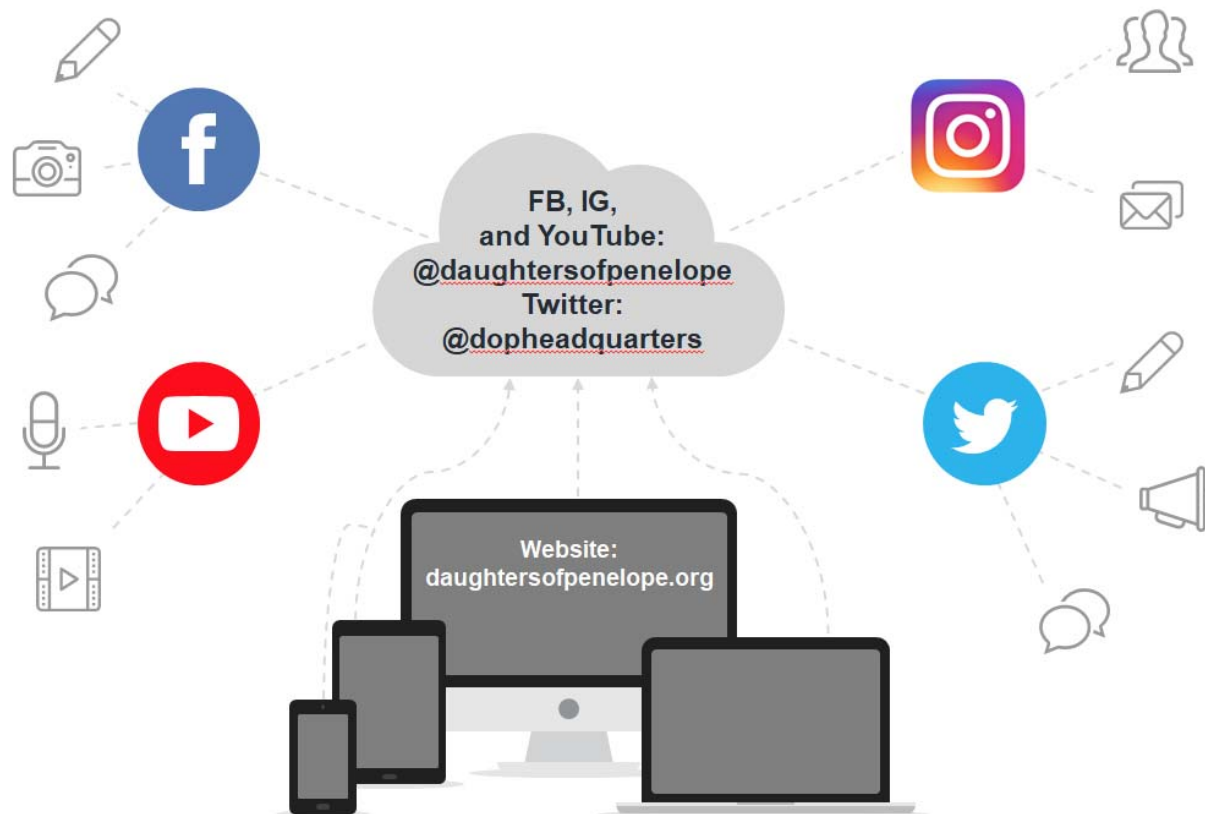 FB, IG,
and YouTube:
@daughtersofpenelope
Twitter:
@dopheadquarters
Website:
daughtersofpenelope.org